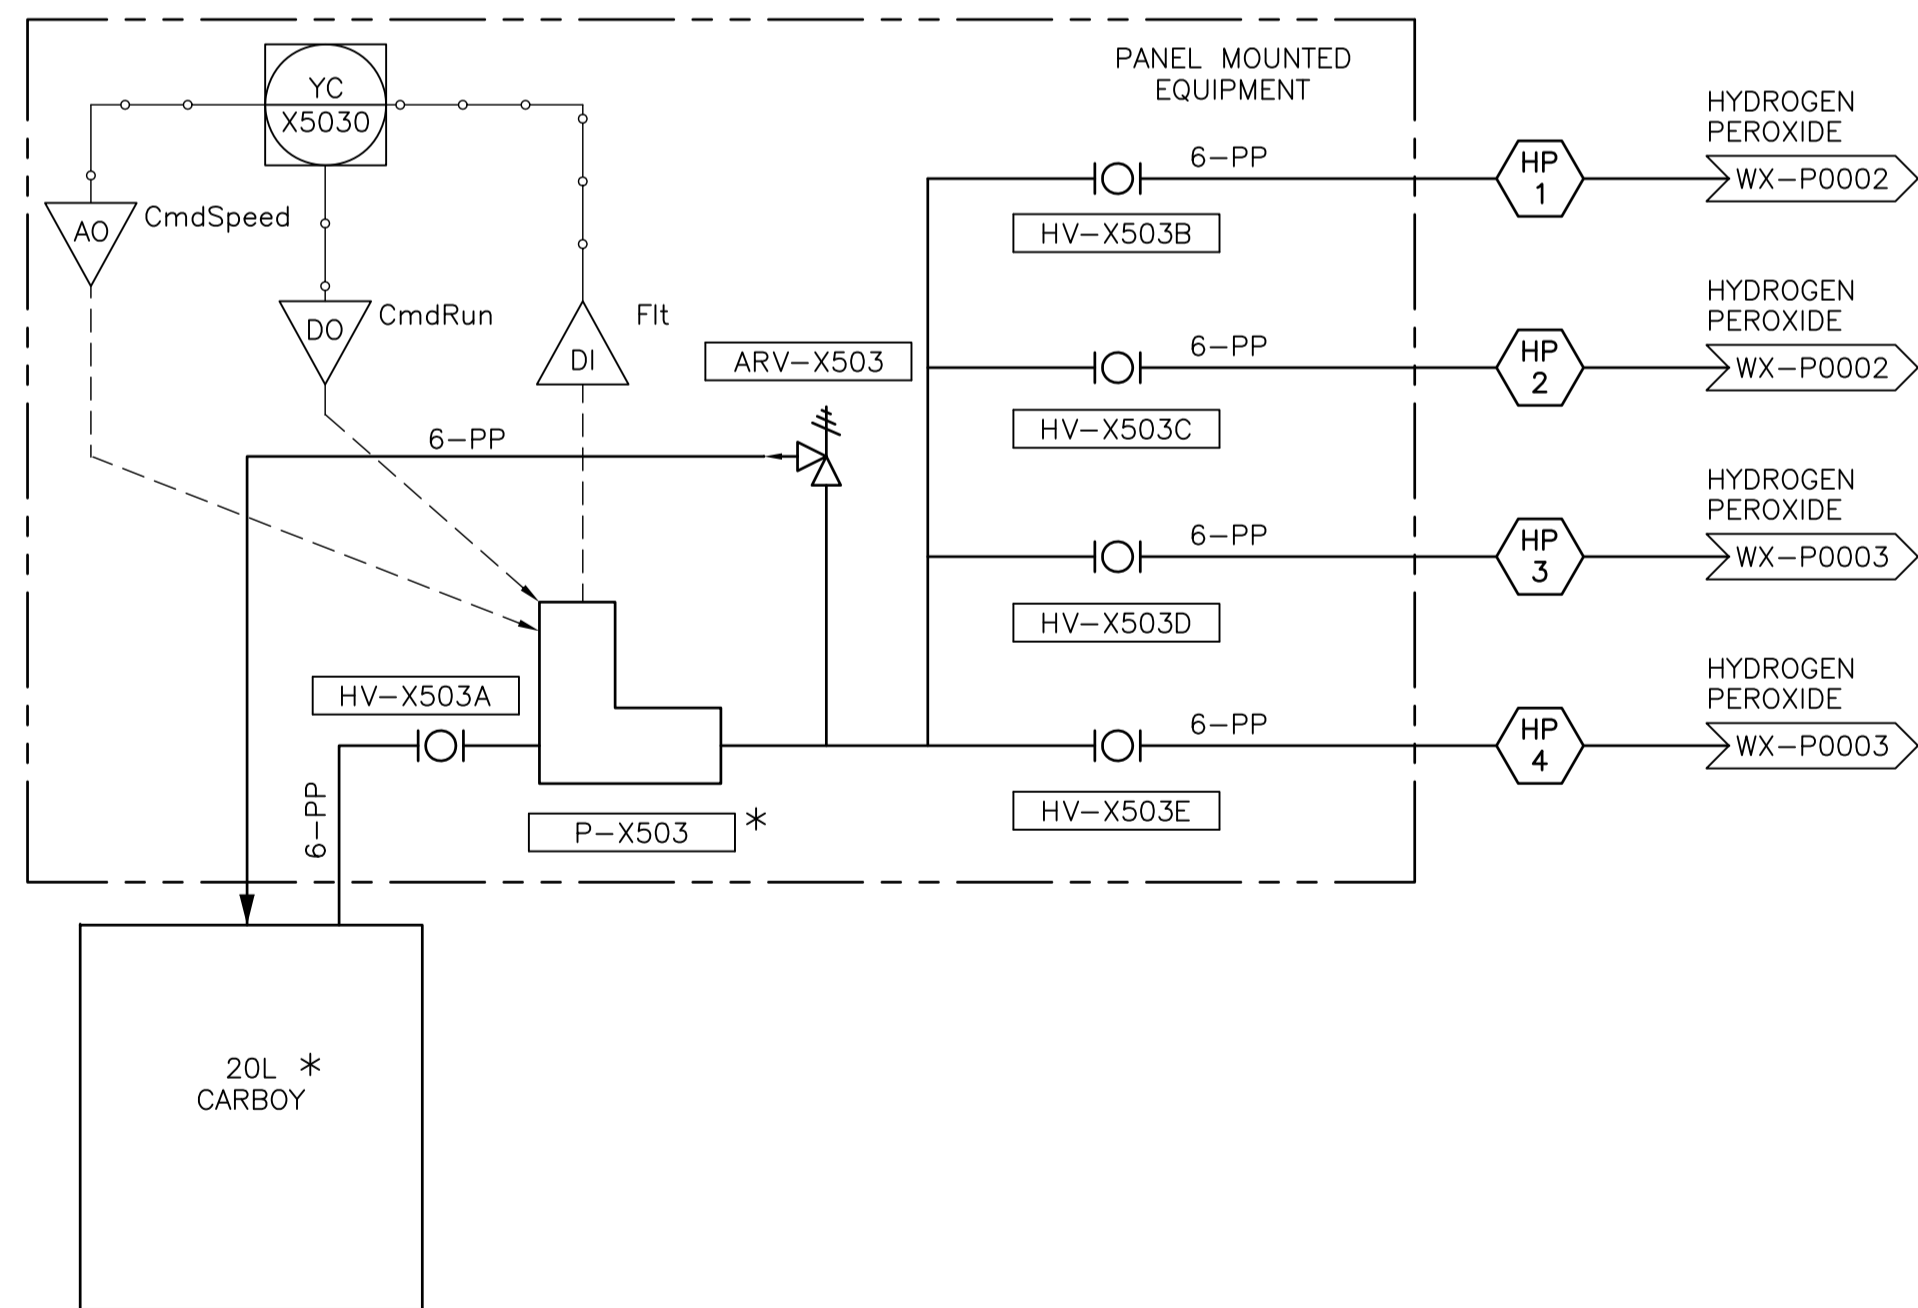 PANEL MOUNTED
EQUIPMENT
YC
X5030
AO
CmdSpeed
DO
CmdRun
DI
Flt
ARV-X503
6-PP
HV-X503A
6-PP
P-X503 *
20L *
CARBOY
6-PP
HV-X503B
HP
1
HYDROGEN
PEROXIDE
WX-P0002
6-PP
HV-X503C
HP
2
HYDROGEN
PEROXIDE
WX-P0002
6-PP
HV-X503D
HP
3
HYDROGEN
PEROXIDE
WX-P0003
6-PP
HV-X503E
HP
4
HYDROGEN
PEROXIDE
WX-P0003